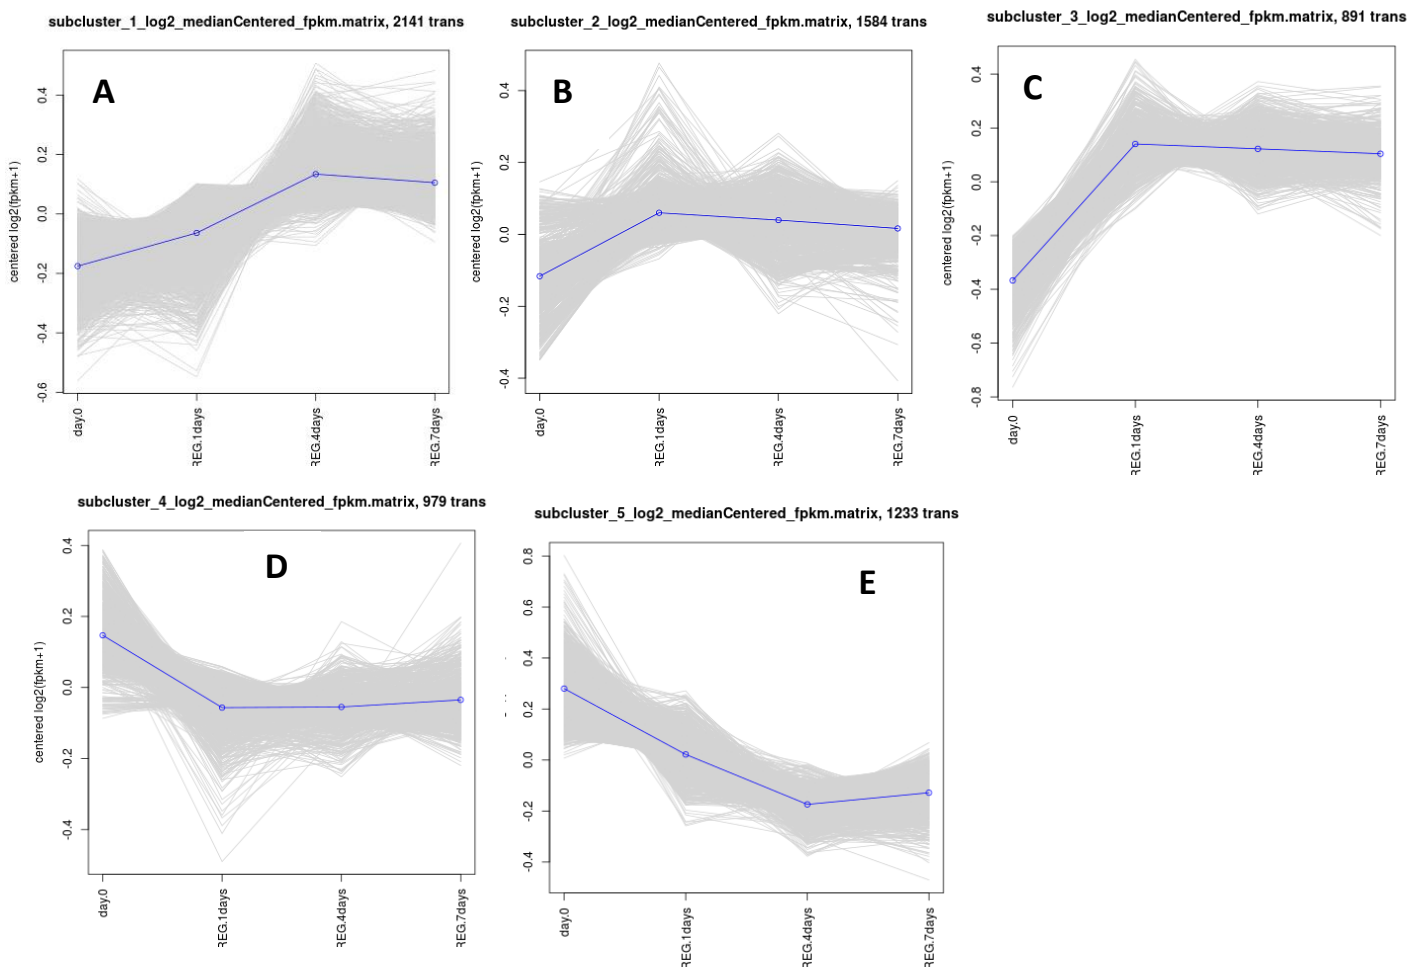 subcluster_1_log2_medianCentered_fpkm.matrix, 2141 trans
A
centered log2(fpkm+1)
0.4
0.2
0.0
-0.2
-0.4
-0.6
day.0
REG.1days
REG.4days
REG.7days
subcluster_2_log2_medianCentered_fpkm.matrix, 1584 trans
B
centered log2(fpkm+1)
0.4
0.2
0.0
-0.2
-0.4
day.0
REG.1days
REG.4days
REG.7days
subcluster_3_log2_medianCentered_fpkm.matrix, 891 trans
C
centered log2(fpkm+1)
0.4
0.2
0.0
-0.2
-0.4
-0.6
-0.8
day.0
REG.1days
REG.4days
REG.7days
subcluster_4_log2_medianCentered_fpkm.matrix, 979 trans
D
centered log2(fpkm+1)
0.4
0.2
0.0
-0.2
-0.4
day.0
REG.1days
REG.4days
REG.7days
subcluster_5_log2_medianCentered_fpkm.matrix, 1233 trans
E
0.8
0.6
0.4
0.2
0.0
-0.2
-0.4
day.0
REG.1days
REG.4days
REG.7days